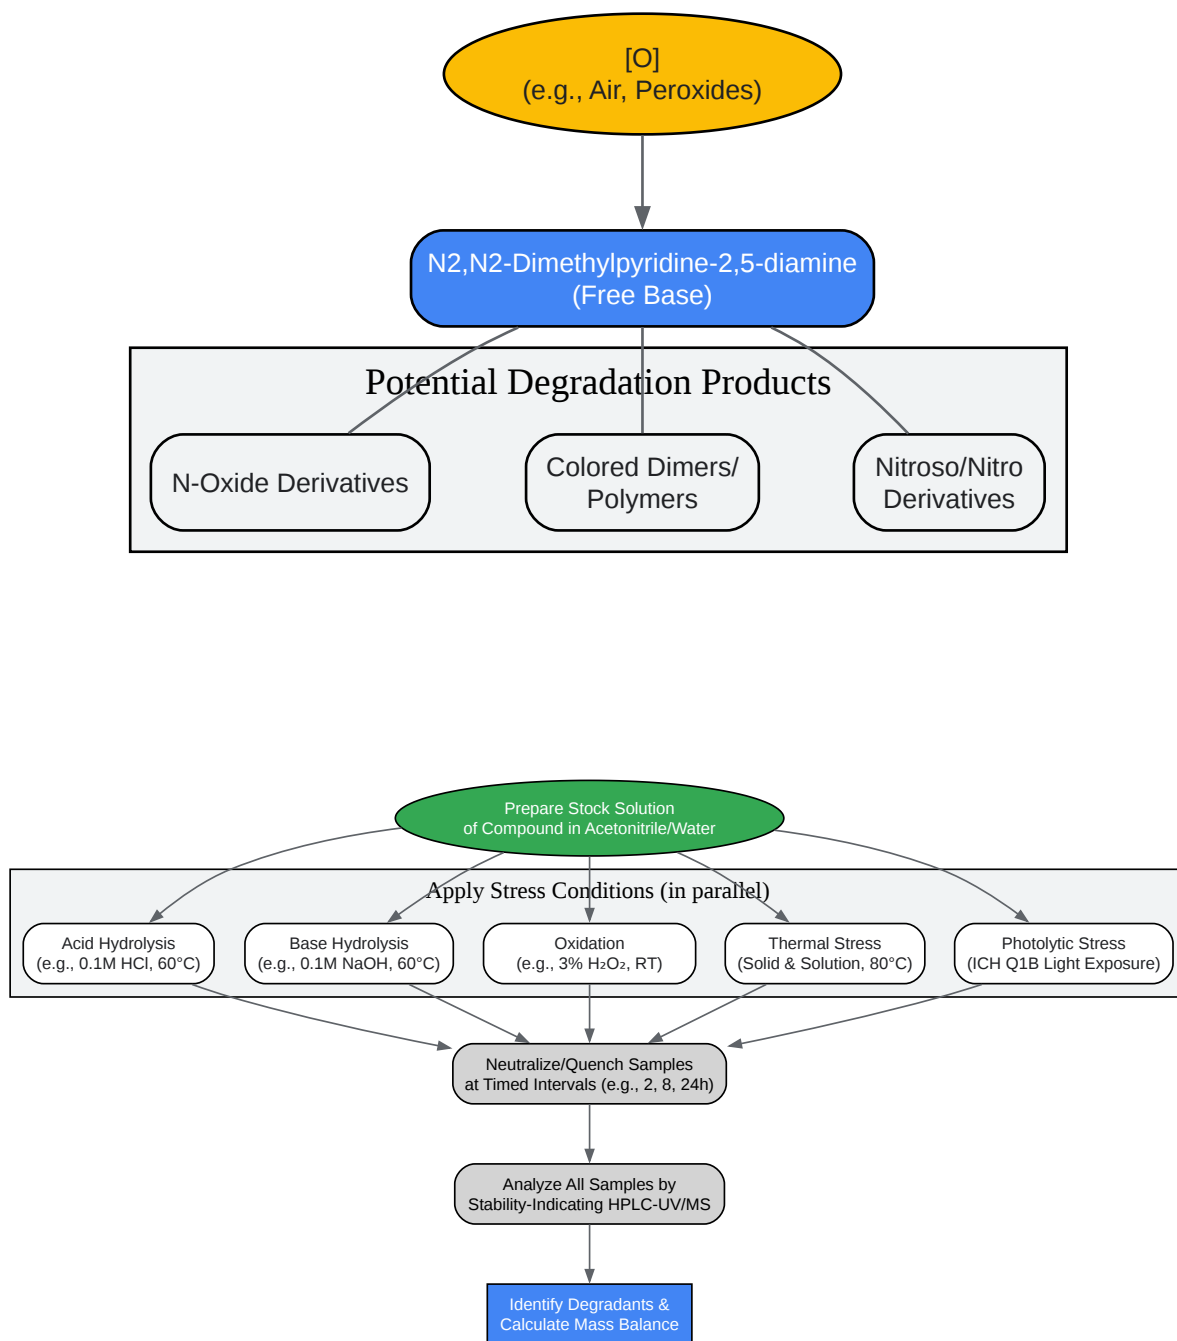 [O]
(e.g., Air, Peroxides)
N2,N2-Dimethylpyridine-2,5-diamine
(Free Base)
Potential Degradation Products
N-Oxide Derivatives
Colored Dimers/
Polymers
Nitroso/Nitro
Derivatives
Prepare Stock Solution
of Compound in Acetonitrile/Water
Apply Stress Conditions (in parallel)
Acid Hydrolysis
(e.g., 0.1M HCl, 60°C)
Base Hydrolysis
(e.g., 0.1M NaOH, 60°C)
Oxidation
(e.g., 3% H₂O₂, RT)
Thermal Stress
(Solid & Solution, 80°C)
Photolytic Stress
(ICH Q1B Light Exposure)
Neutralize/Quench Samples
at Timed Intervals (e.g., 2, 8, 24h)
Analyze All Samples by
Stability-Indicating HPLC-UV/MS
Identify Degradants &
Calculate Mass Balance